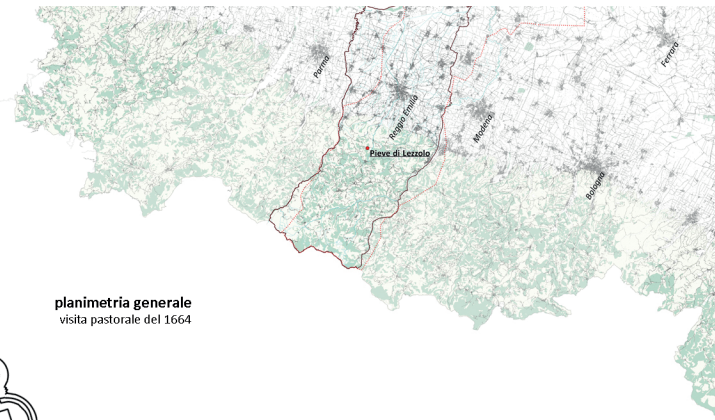 Parma
Ferrara
Reggio Emilia
Modena
Pieve di Lezzolo
Bologna
planimetria generale
visita pastorale del 1664